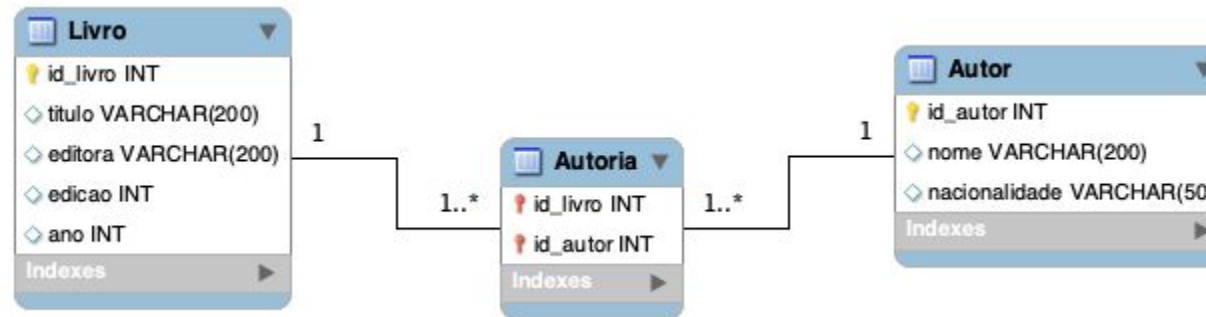 Livro
id_livro INT
titulo VARCHAR(200)
editora VARCHAR(200)
edicao INT
ano INT
Indexes
1
1..*
Autoria
id_livro INT
id_autor INT
Indexes
1..*
1
Autor
id_autor INT
nome VARCHAR(200)
nacionalidade VARCHAR(50
Indexes